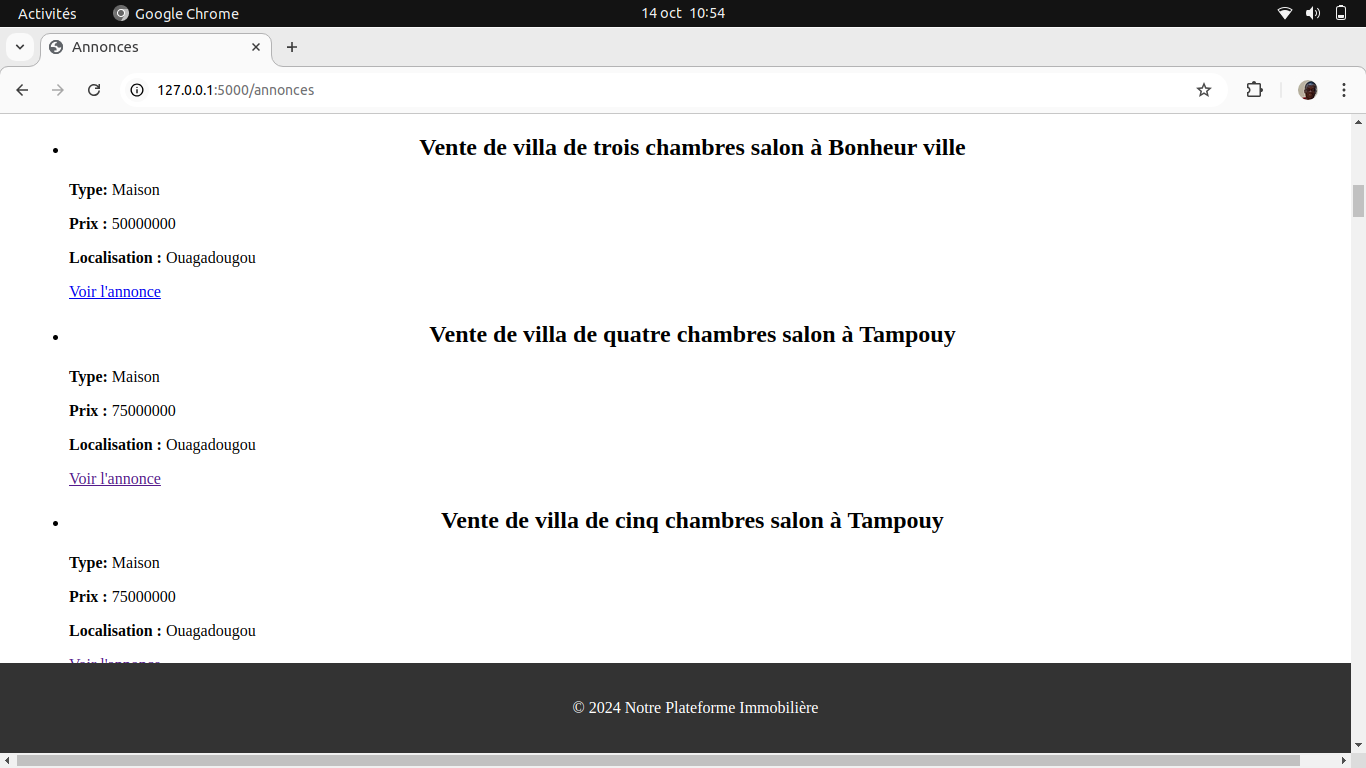 Activités
Google Chrome
14 oct 10:54
Annonces
127.0.0.1:5000/annonces
Vente de villa de trois chambres salon à Bonheur ville
Type: Maison
Prix : 50000000
Localisation : Ouagadougou
Voir l'annonce
Vente de villa de quatre chambres salon à Tampouy
Type: Maison
Prix : 75000000
Localisation : Ouagadougou
Voir l'annonce
Vente de villa de cinq chambres salon à Tampouy
Type: Maison
Prix : 75000000
Localisation : Ouagadougou
Voir l'annonce
© 2024 Notre Plateforme Immobilière